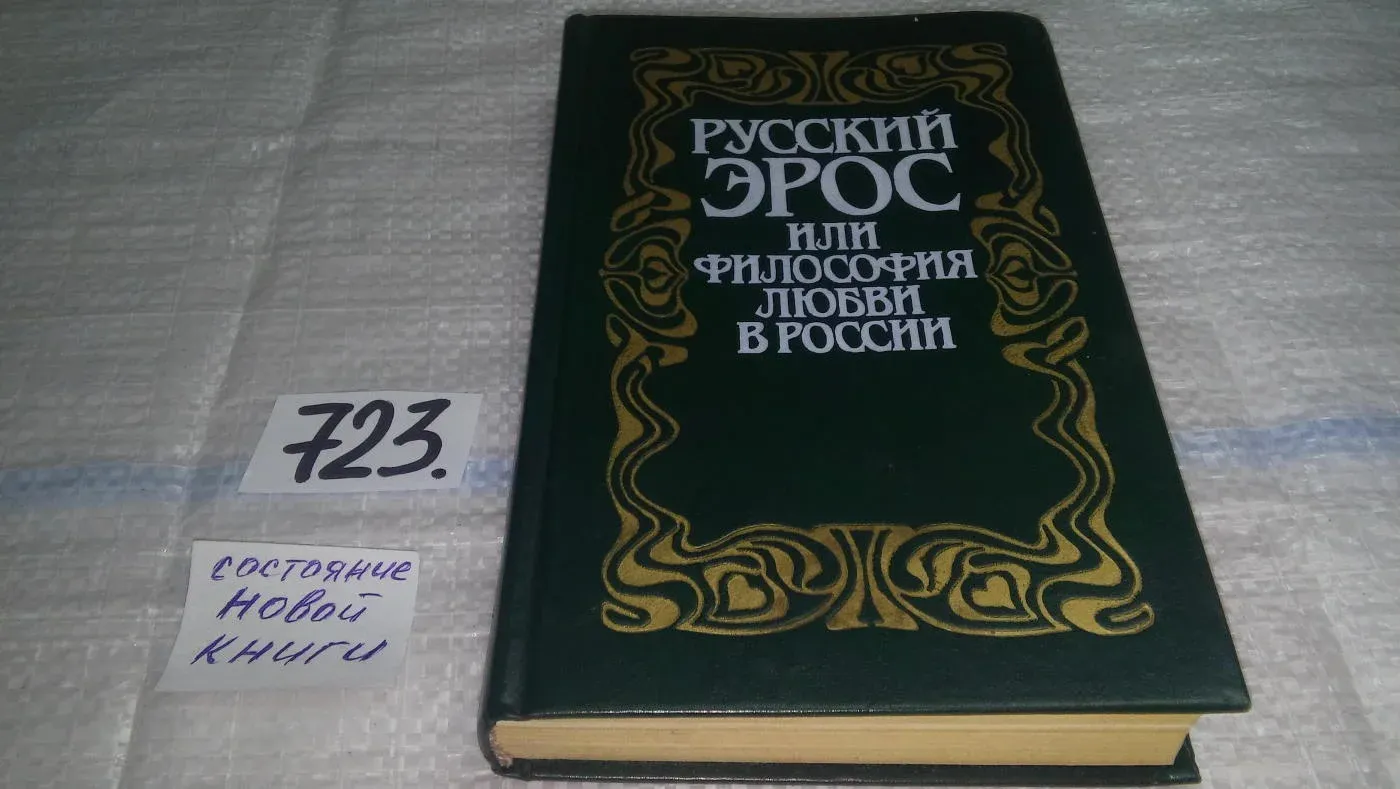 РУССКИЙ
ЭРОС
ИЛИ
ФИЛОСОФИЯ
ЛЮБВИ
В РОССИИ
723.
состояние
новой
книги